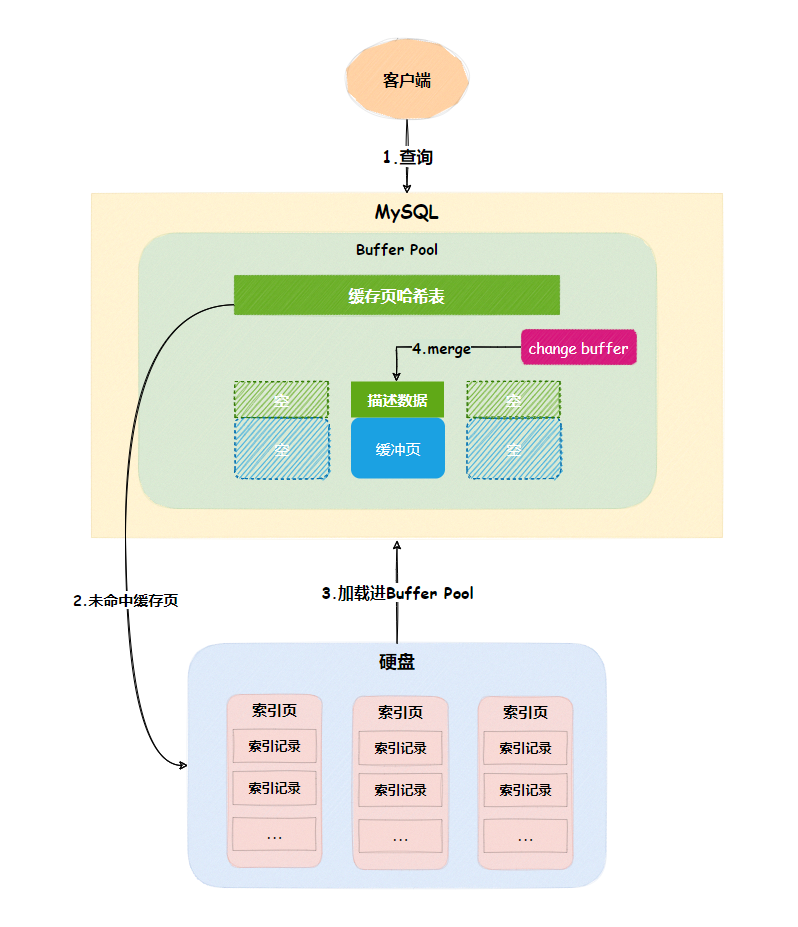 客户端
1.查询
MySQL
Buffer Pool
缓存页哈希表
4.merge
change buffer
空
描述数据
空
空
缓冲页
空
3.加载进Buffer Pool
2.未命中缓存页
硬盘
索引页
索引页
索引页
索引记录
索引记录
索引记录
索引记录
索引记录
索引记录
...
...
...